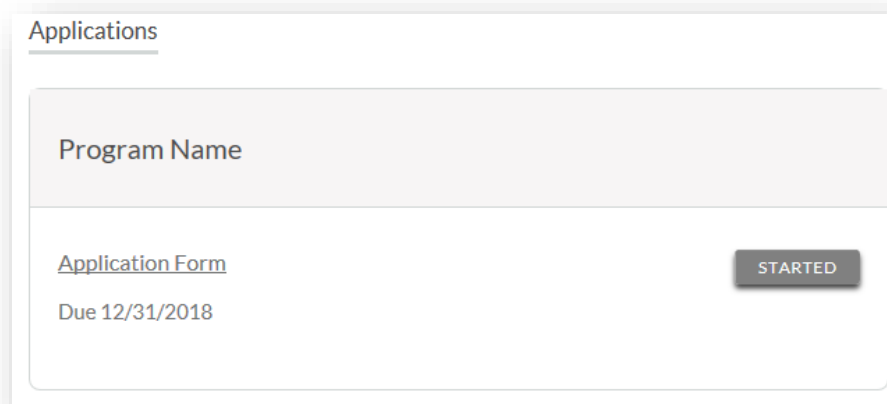 Applications
Program Name
Application Form
STARTED
Due 12/31/2018